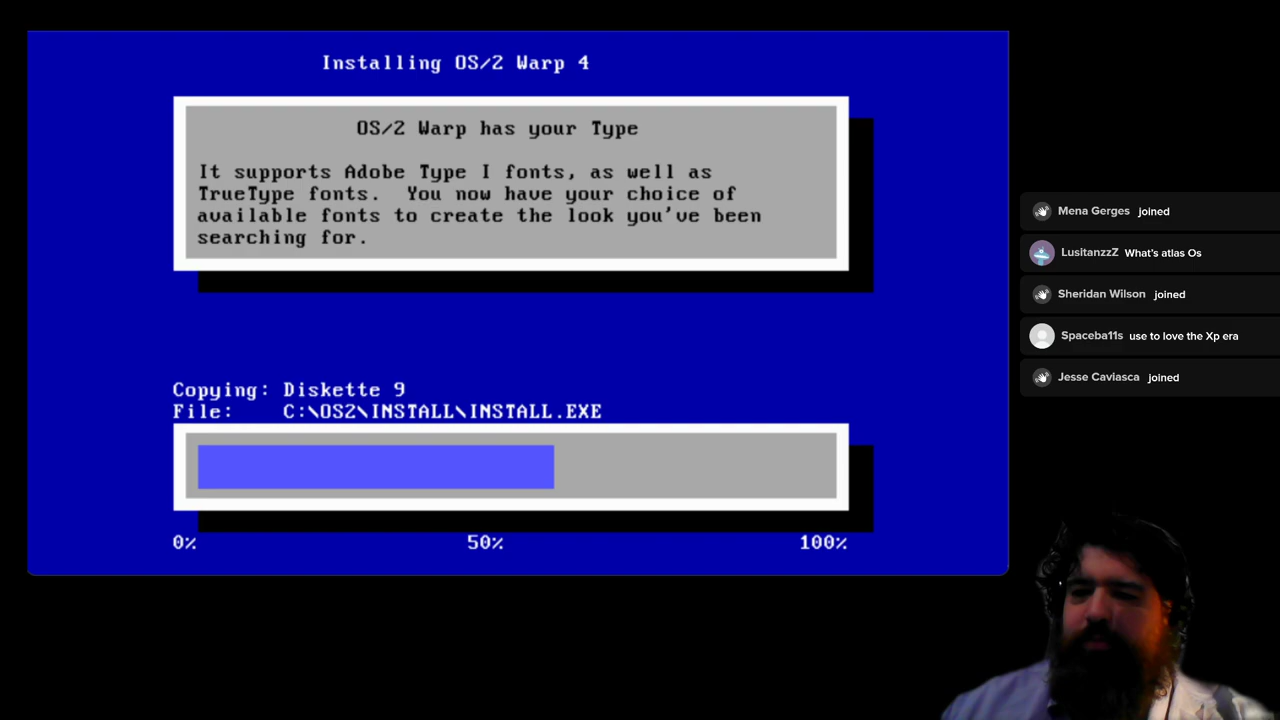 Installing OS/2 Warp 4
OS/2 Warp has your Type
It supports Adobe Type I fonts, as well as
TrueType fonts.  You now have your choice of
available fonts to create the look you've been
searching for.
Copying: Diskette 9
File:    C:\OS2\INSTALL\INSTALL.EXE
0% 50% 100%
Mena Gerges joined
LusitanzzZ What's atlas Os
Sheridan Wilson joined
Spaceba11s use to love the Xp era
Jesse Caviasca joined